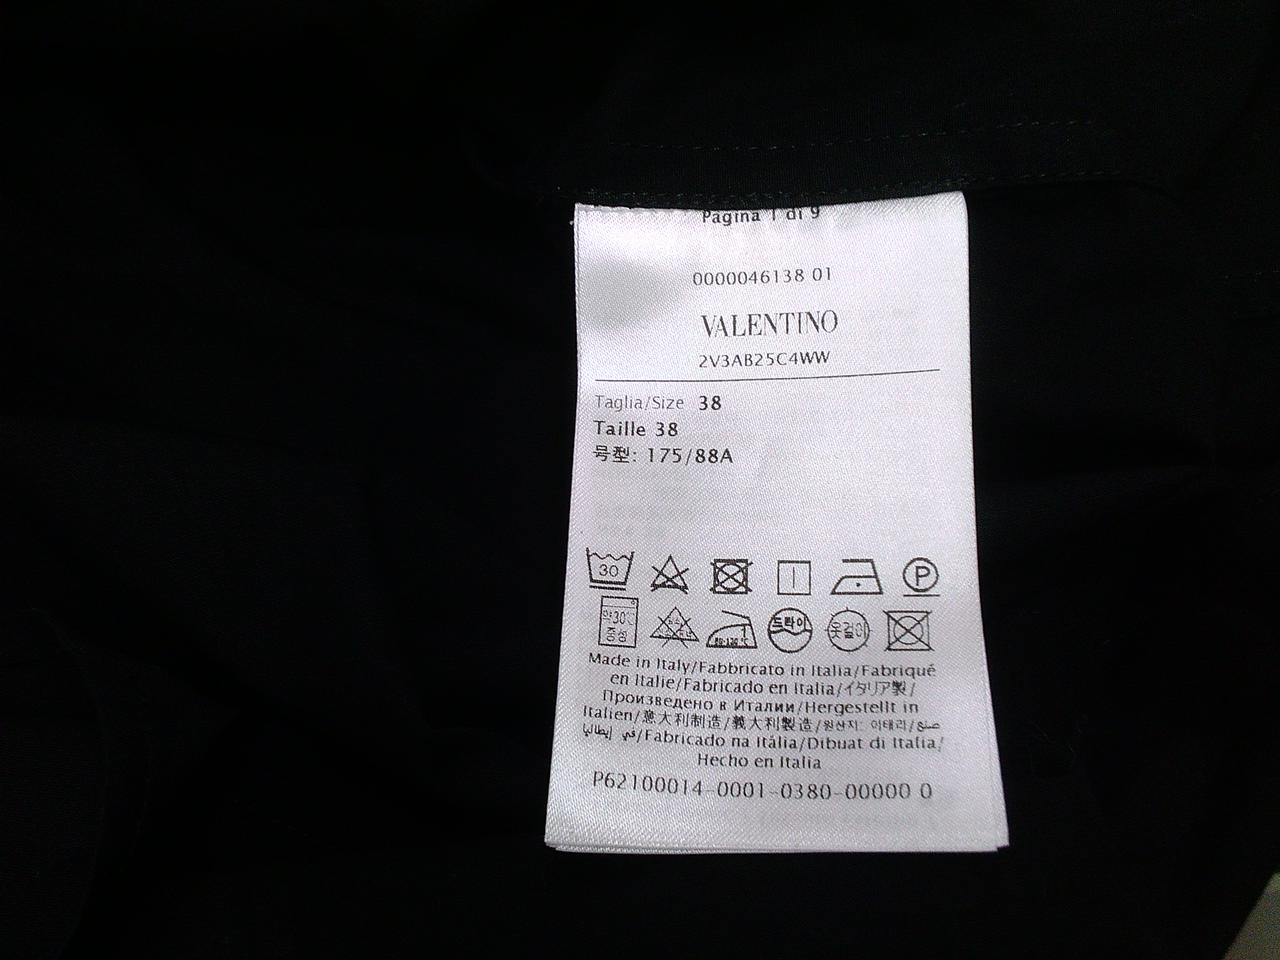 Pagina 1 di 9
0000046138 01
VALENTINO
2V3AB25C4WW
Taglia/Size 38
Taille 38
号型: 175/88A
30 P
약30℃ 중성 드라이 옷걸이
Made in Italy/Fabbricato in Italia/Fabriqué
en Italie/Fabricado en Italia/イタリア製/
Произведено в Италии/Hergestellt in
Italien/意大利制造/義大利製造/원산지: 이태리/صنع
في إيطاليا/Fabricado na Itália/Dibuat di Italia/
Hecho en Italia
P62100014-0001-0380-00000 0